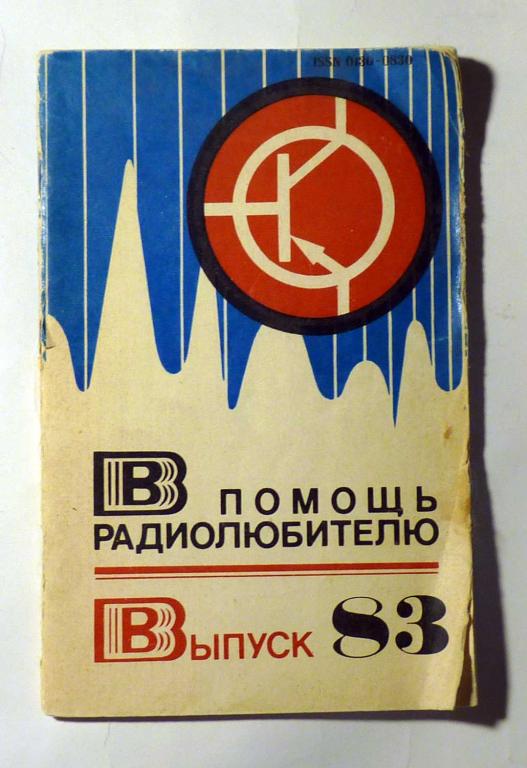 ISSN 0130-0830
В ПОМОЩЬ
РАДИОЛЮБИТЕЛЮ
ВЫПУСК 83